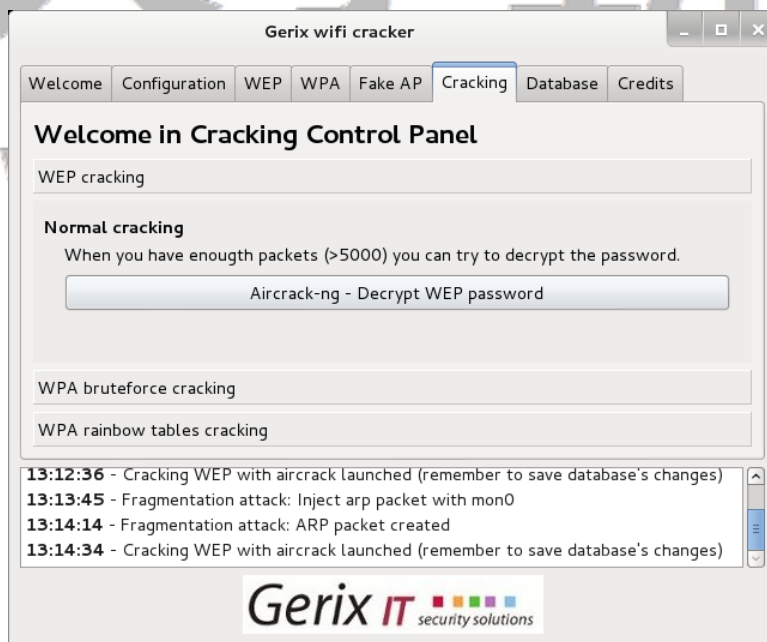 Gerix wifi cracker
Welcome Configuration WEP WPA Fake AP Cracking Database Credits
Welcome in Cracking Control Panel
WEP cracking
Normal cracking
When you have enougth packets (>5000) you can try to decrypt the password.
Aircrack-ng - Decrypt WEP password
WPA bruteforce cracking
WPA rainbow tables cracking
13:12:36 - Cracking WEP with aircrack launched (remember to save database's changes)
13:13:45 - Fragmentation attack: Inject arp packet with mon0
13:14:14 - Fragmentation attack: ARP packet created
13:14:34 - Cracking WEP with aircrack launched (remember to save database's changes)
Gerix IT security solutions